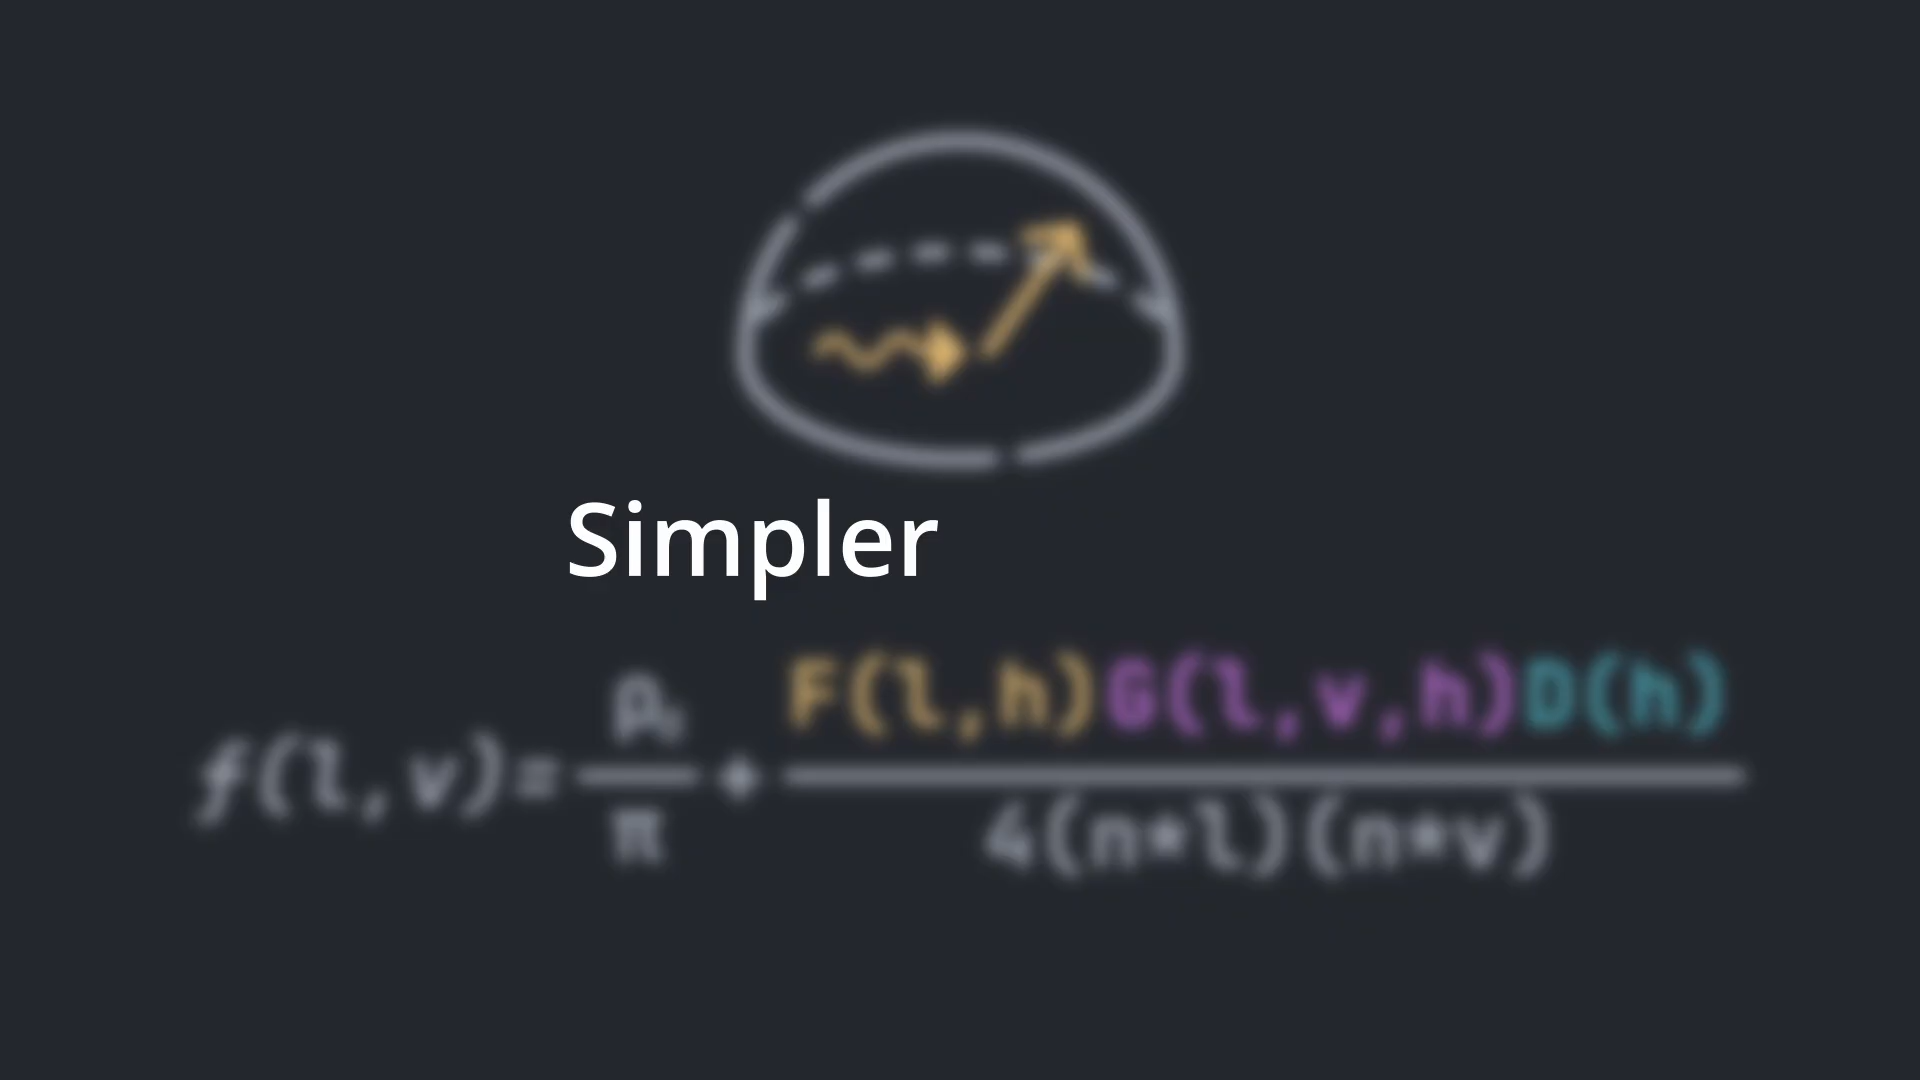 Simpler
F(l,h)G(l,v,h)D(h)
f(l,v)= +
π
4(n*l)(n*v)